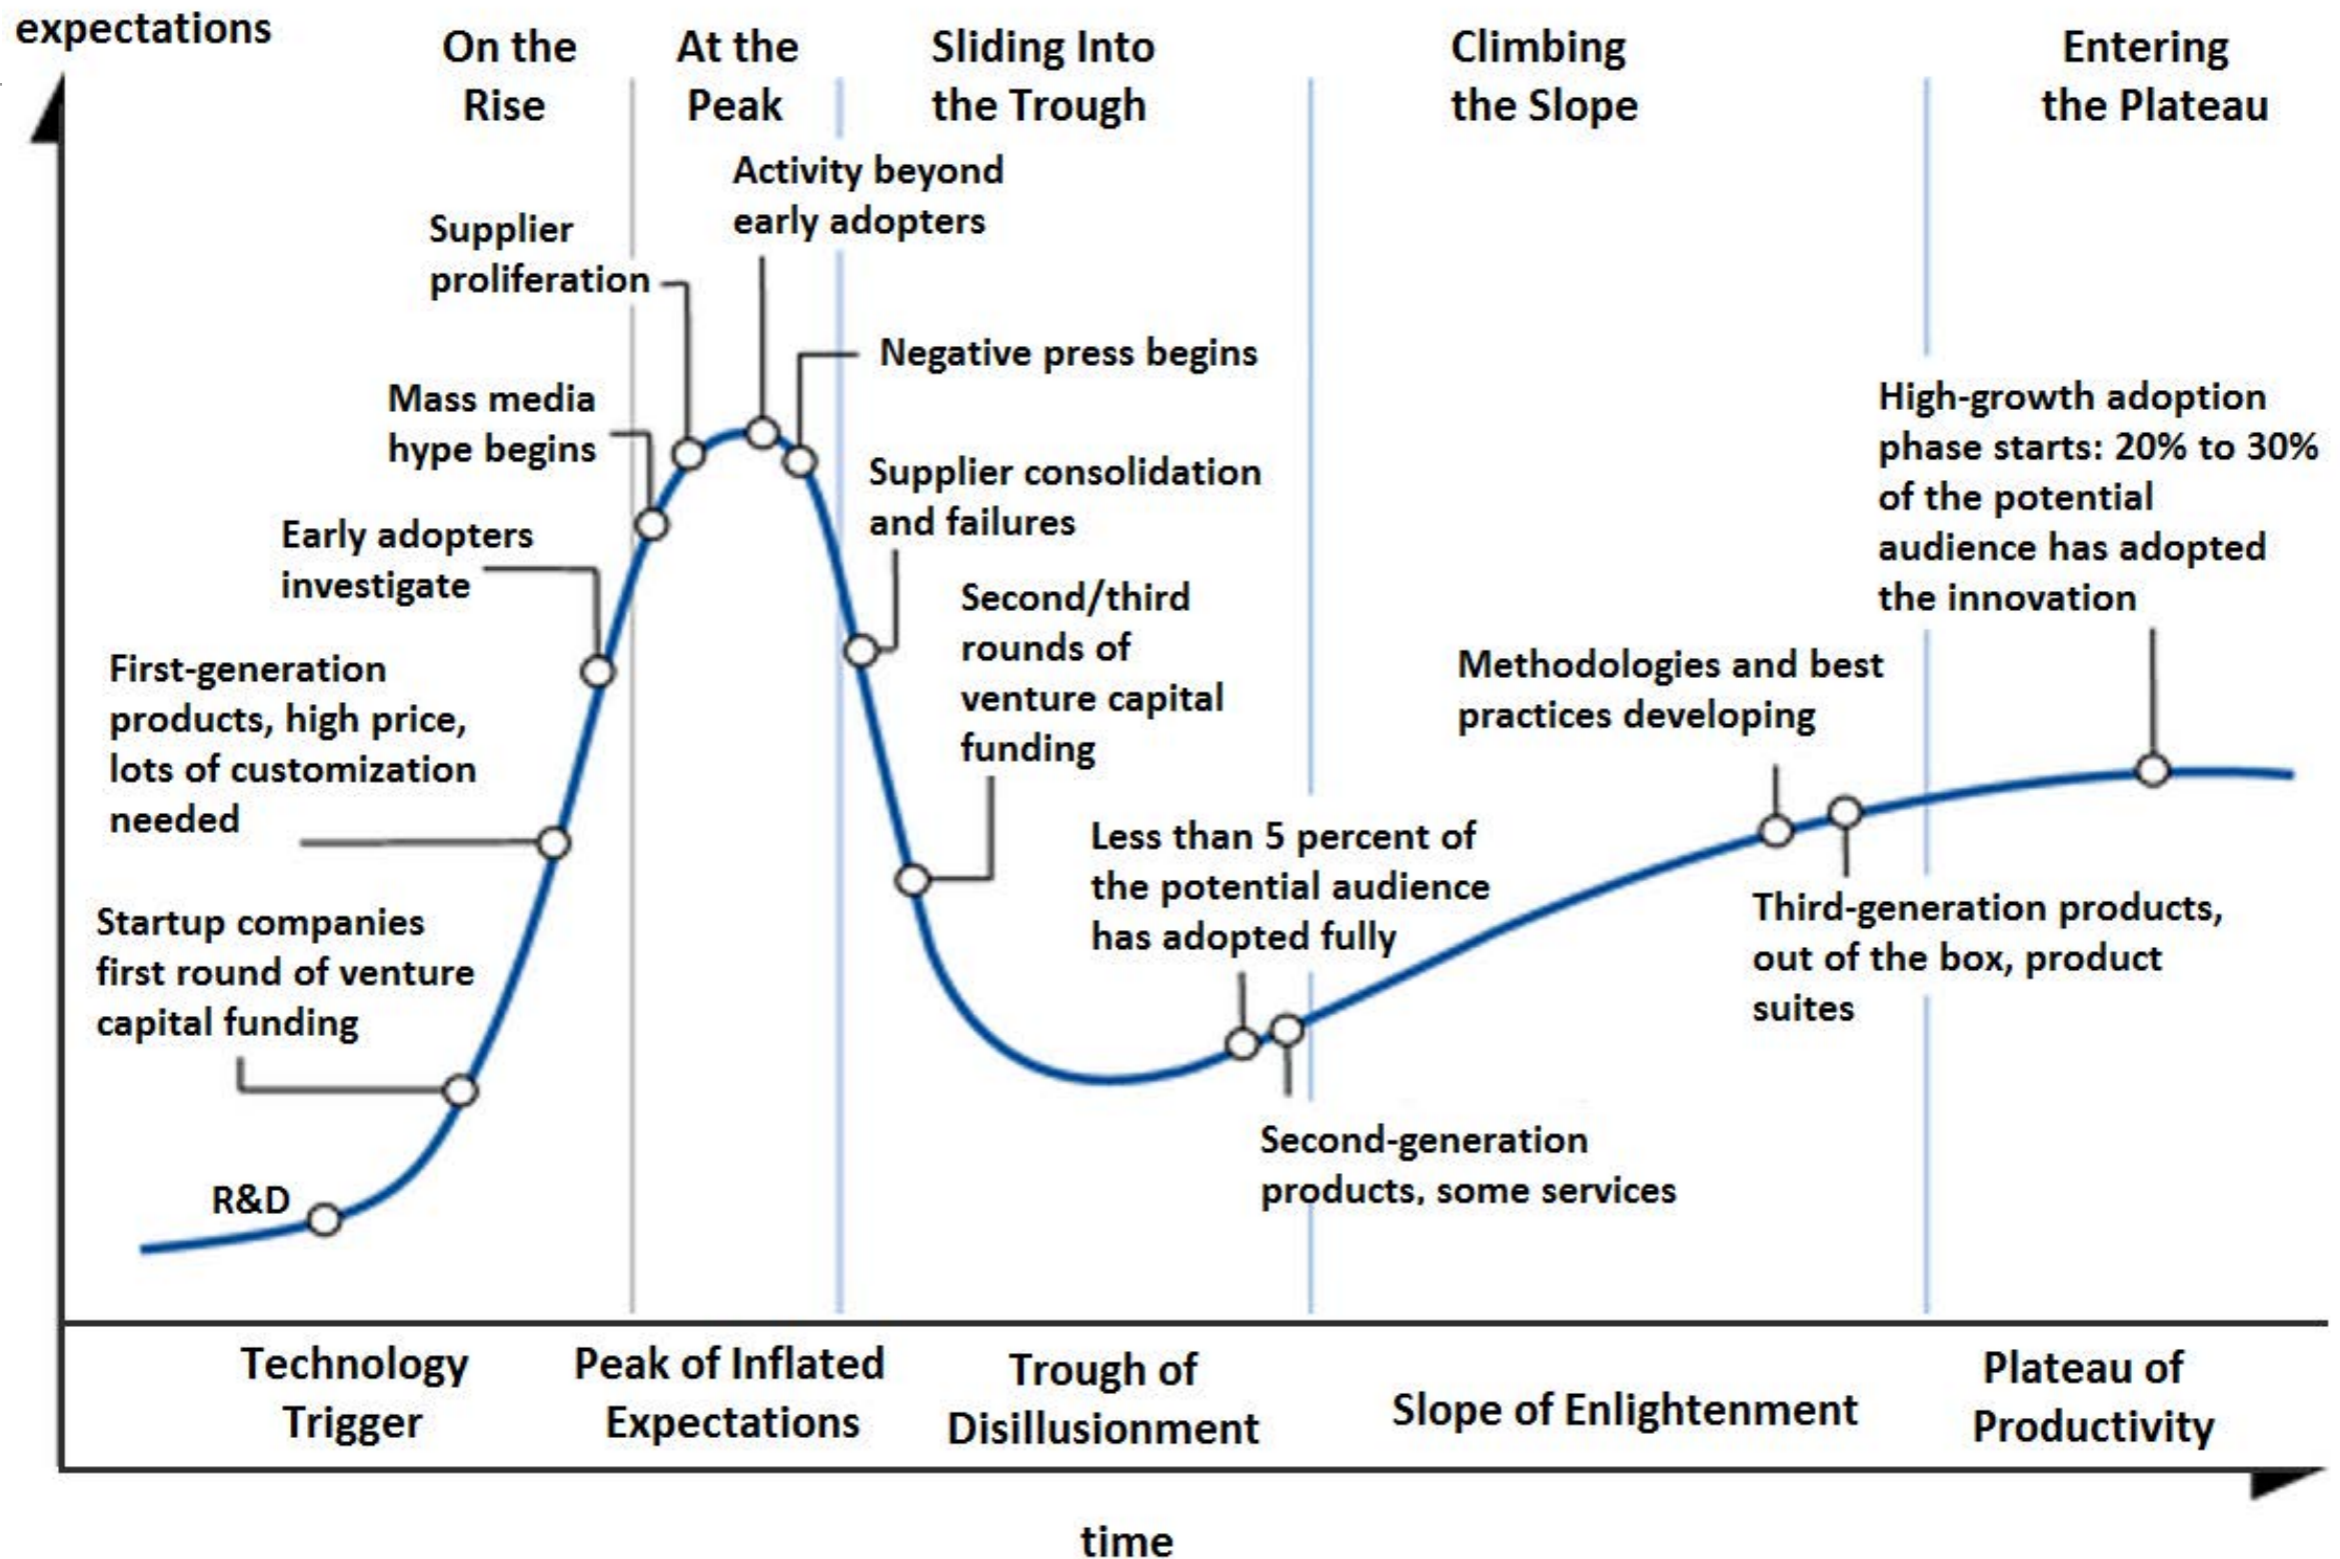 expectations
On the
Rise
At the
Peak
Sliding Into
the Trough
Climbing
the Slope
Entering
the Plateau
Activity beyond
early adopters
Supplier
proliferation
Negative press begins
Mass media
hype begins
High-growth adoption
phase starts: 20% to 30%
of the potential
audience has adopted
the innovation
Supplier consolidation
and failures
Early adopters
investigate
Second/third
rounds of
venture capital
funding
First-generation
products, high price,
lots of customization
needed
Methodologies and best
practices developing
Less than 5 percent of
the potential audience
has adopted fully
Startup companies
first round of venture
capital funding
Third-generation products,
out of the box, product
suites
Second-generation
products, some services
R&D
Technology
Trigger
Peak of Inflated
Expectations
Trough of
Disillusionment
Slope of Enlightenment
Plateau of
Productivity
time